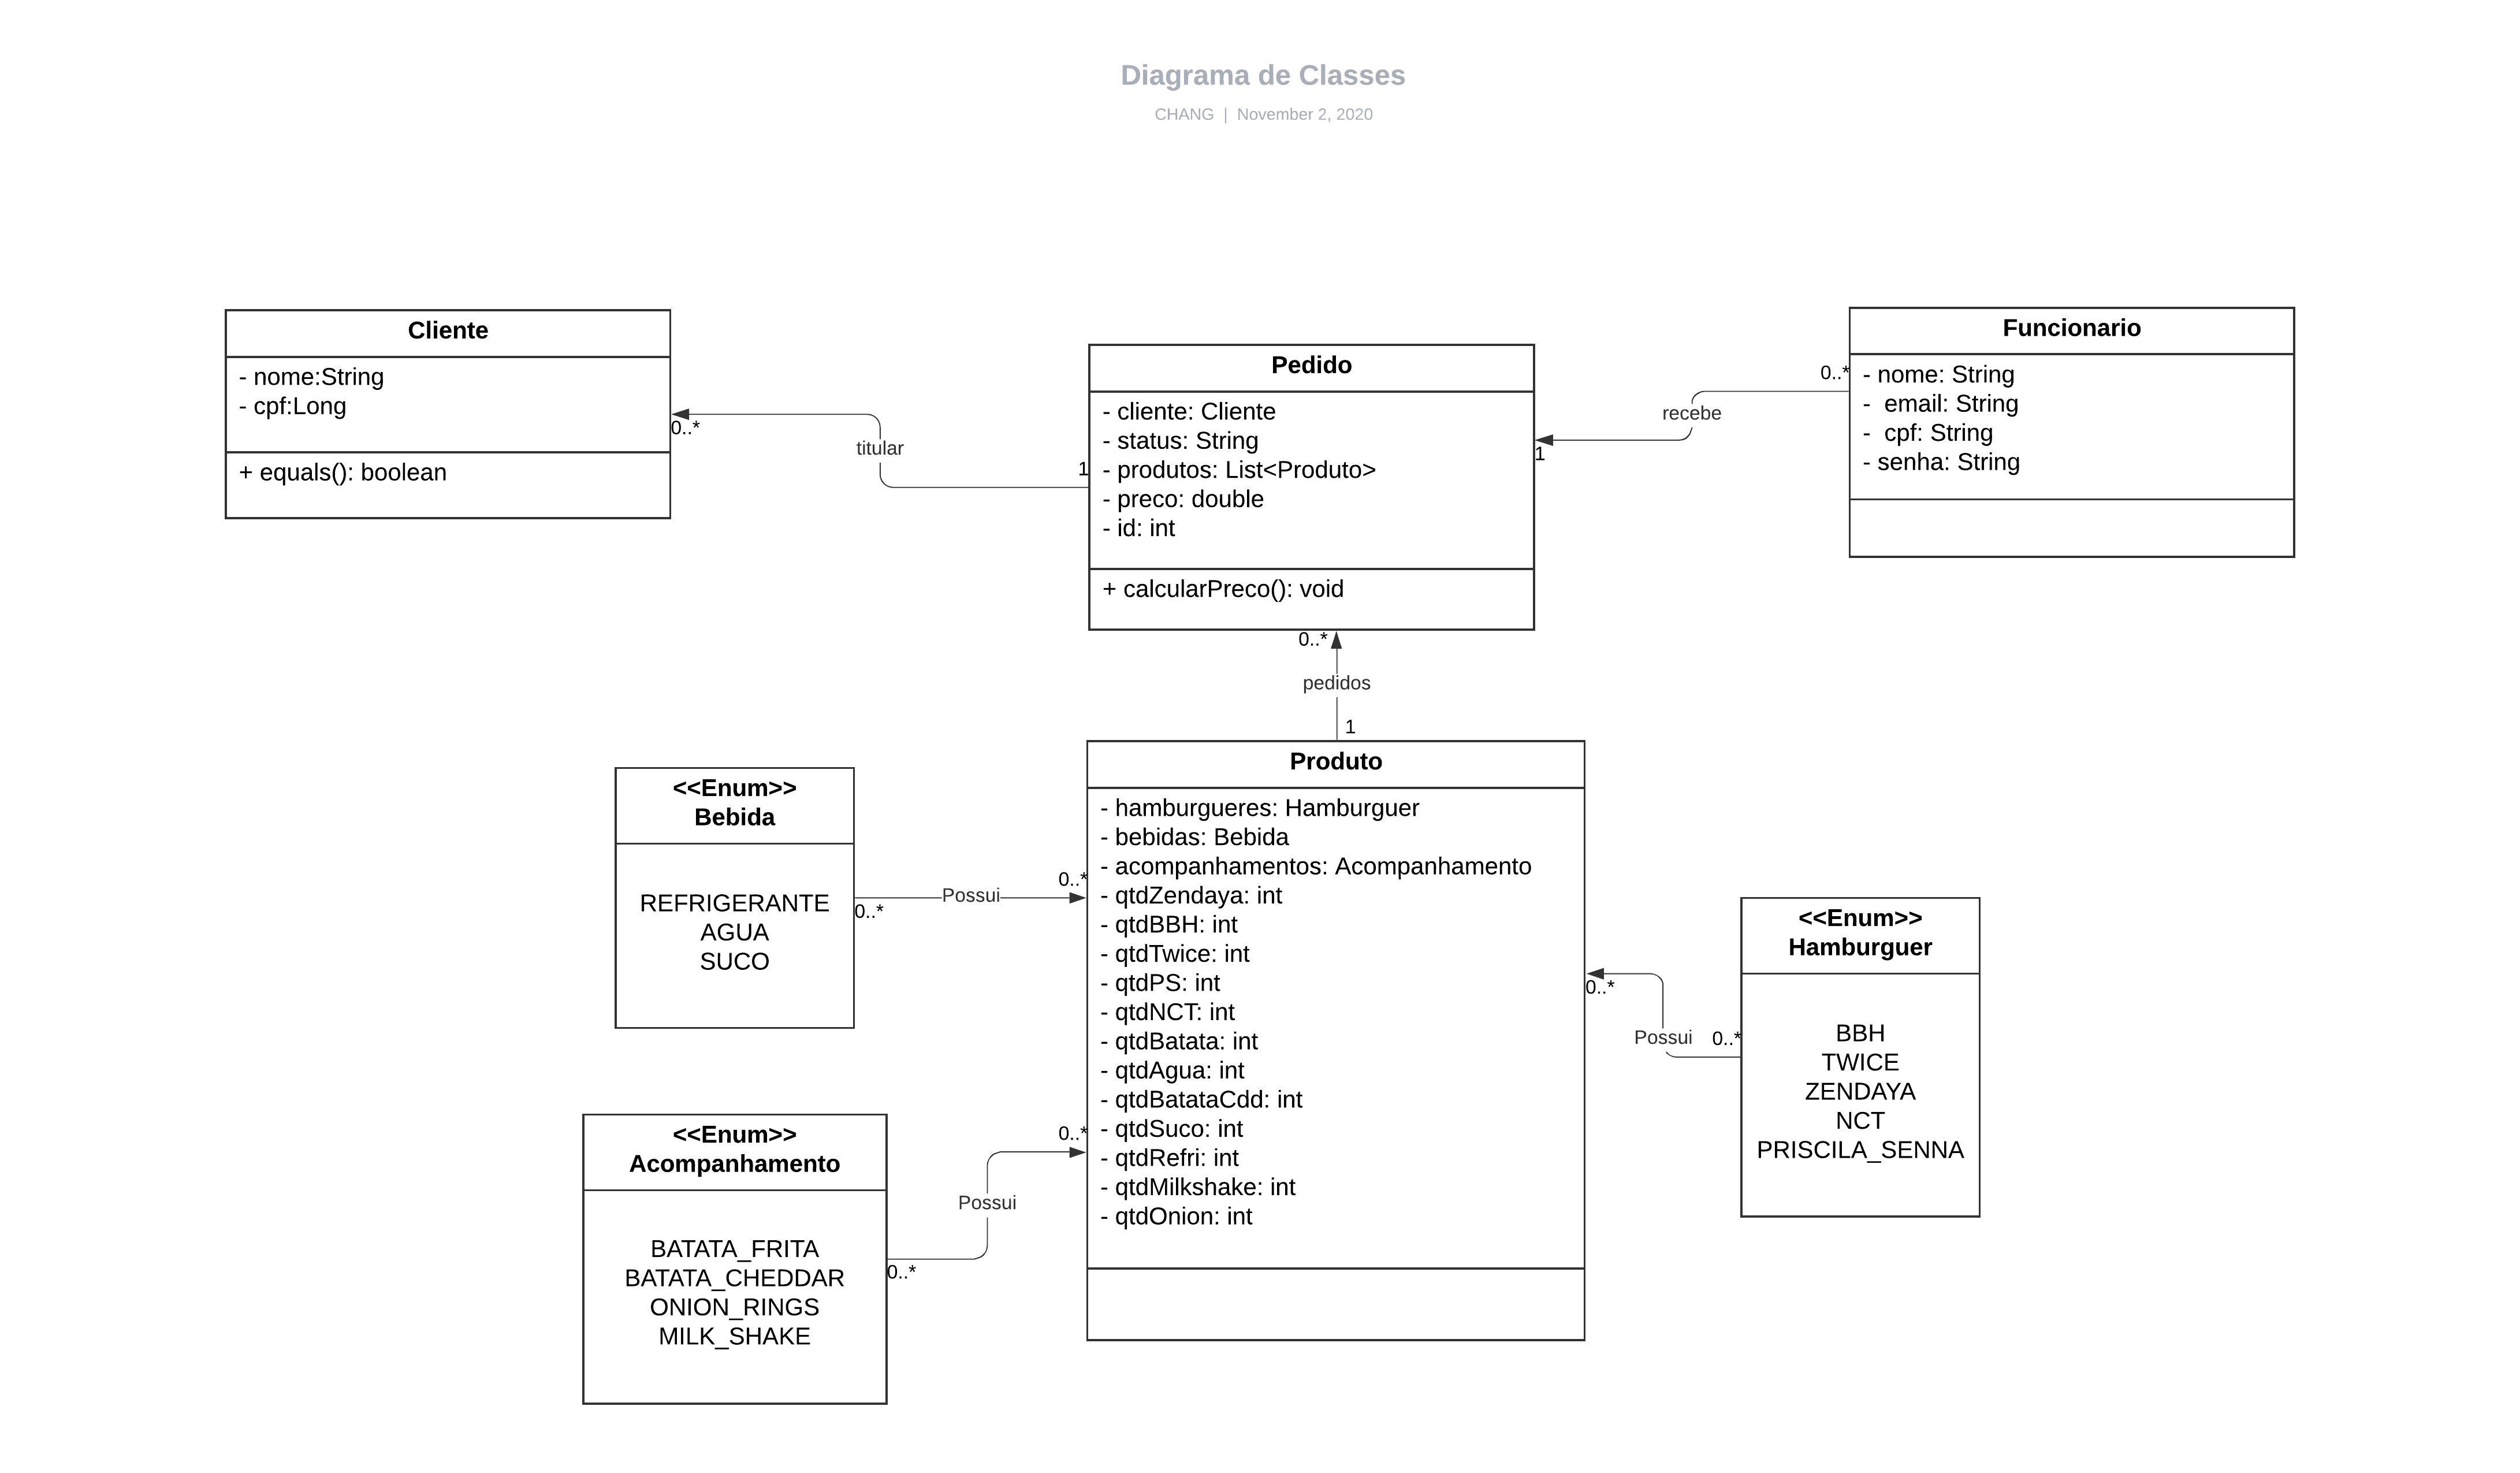 Diagrama de Classes
CHANG | November 2, 2020
Cliente
- nome:String
- cpf:Long
+ equals(): boolean
0..*
titular
1
Pedido
- cliente: Cliente
- status: String
- produtos: List<Produto>
- preco: double
- id: int
+ calcularPreco(): void
1
recebe
0..*
Funcionario
- nome: String
- email: String
- cpf: String
- senha: String
0..*
pedidos
1
Produto
- hamburgueres: Hamburguer
- bebidas: Bebida
- acompanhamentos: Acompanhamento
- qtdZendaya: int
- qtdBBH: int
- qtdTwice: int
- qtdPS: int
- qtdNCT: int
- qtdBatata: int
- qtdAgua: int
- qtdBatataCdd: int
- qtdSuco: int
- qtdRefri: int
- qtdMilkshake: int
- qtdOnion: int
<<Enum>>
Bebida
REFRIGERANTE
AGUA
SUCO
0..*
Possui
0..*
<<Enum>>
Acompanhamento
BATATA_FRITA
BATATA_CHEDDAR
ONION_RINGS
MILK_SHAKE
0..*
Possui
0..*
<<Enum>>
Hamburguer
BBH
TWICE
ZENDAYA
NCT
PRISCILA_SENNA
0..*
Possui
0..*